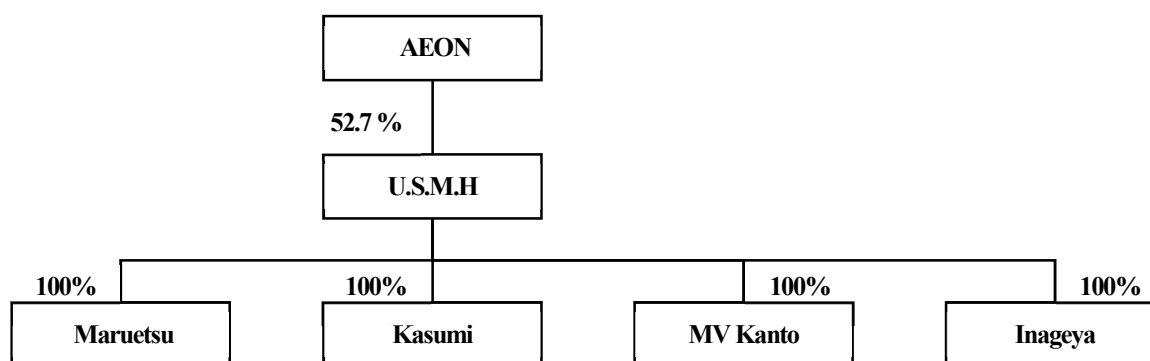 AEON
52.7 %
U.S.M.H
100% 100% 100% 100%
Maruetsu Kasumi MV Kanto Inageya